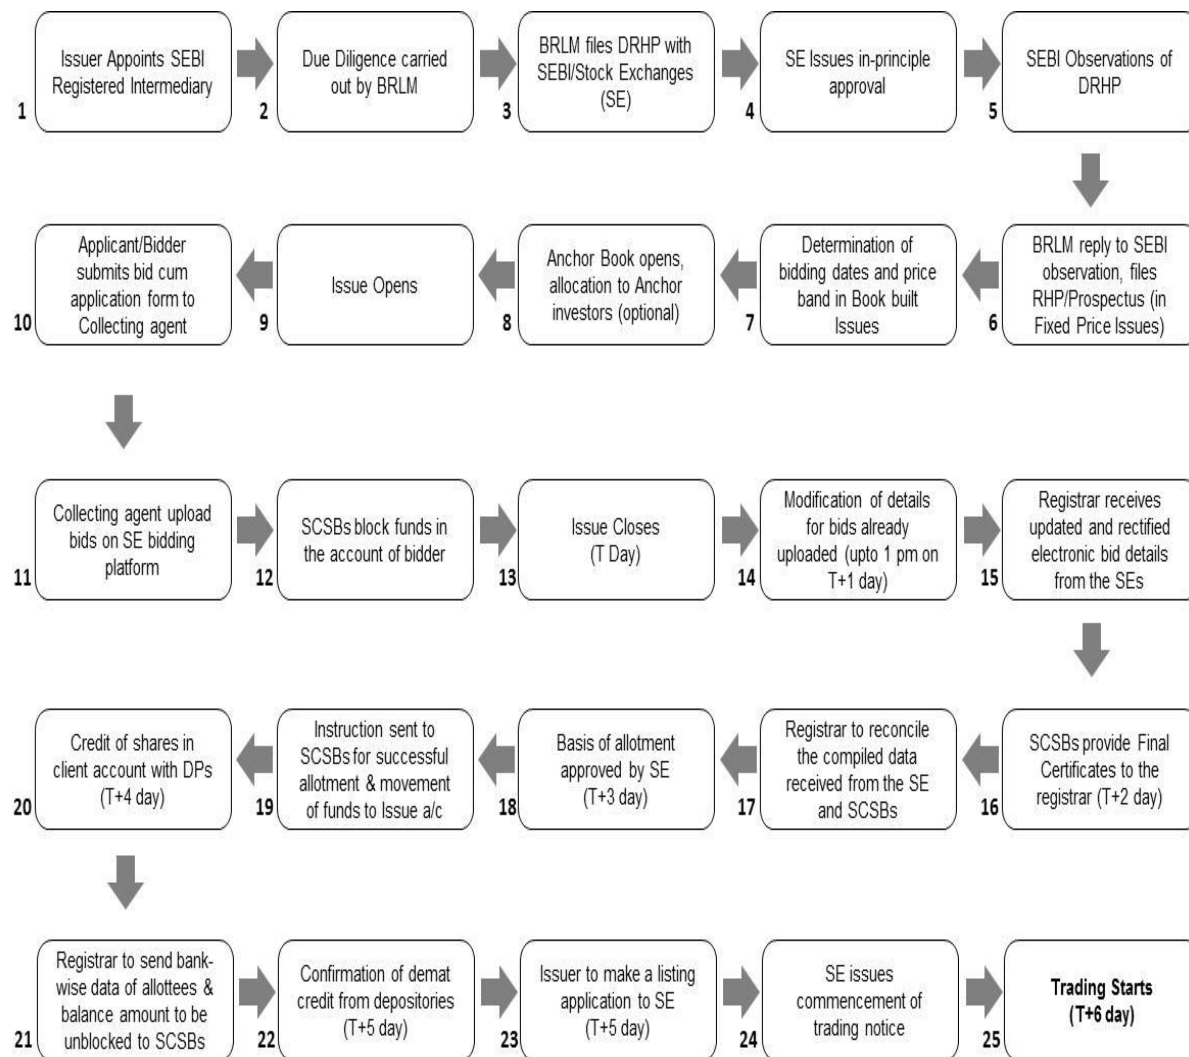 Issuer Appoints SEBI
Registered Intermediary
1
Due Diligence carried
out by BRLM
2
BRLM files DRHP with
SEBI/Stock Exchanges
(SE)
3
SE Issues in-principle
approval
4
SEBI Observations of
DRHP
5
BRLM reply to SEBI
observation, files
RHP/Prospectus (in
Fixed Price Issues)
6
Determination of
bidding dates and price
band in Book built
Issues
7
Anchor Book opens,
allocation to Anchor
investors (optional)
8
Issue Opens
9
Applicant/Bidder
submits bid cum
application form to
Collecting agent
10
Collecting agent upload
bids on SE bidding
platform
11
SCSBs block funds in
the account of bidder
12
Issue Closes
(T Day)
13
Modification of details
for bids already
uploaded (upto 1 pm on
T+1 day)
14
Registrar receives
updated and rectified
electronic bid details
from the SEs
15
SCSBs provide Final
Certificates to the
registrar (T+2 day)
16
Registrar to reconcile
the compiled data
received from the SE
and SCSBs
17
Basis of allotment
approved by SE
(T+3 day)
18
Instruction sent to
SCSBs for successful
allotment & movement
of funds to Issue a/c
19
Credit of shares in
client account with DPs
(T+4 day)
20
Registrar to send bank-
wise data of allottees &
balance amount to be
unblocked to SCSBs
21
Confirmation of demat
credit from depositories
(T+5 day)
22
Issuer to make a listing
application to SE
(T+5 day)
23
SE issues
commencement of
trading notice
24
Trading Starts
(T+6 day)
25